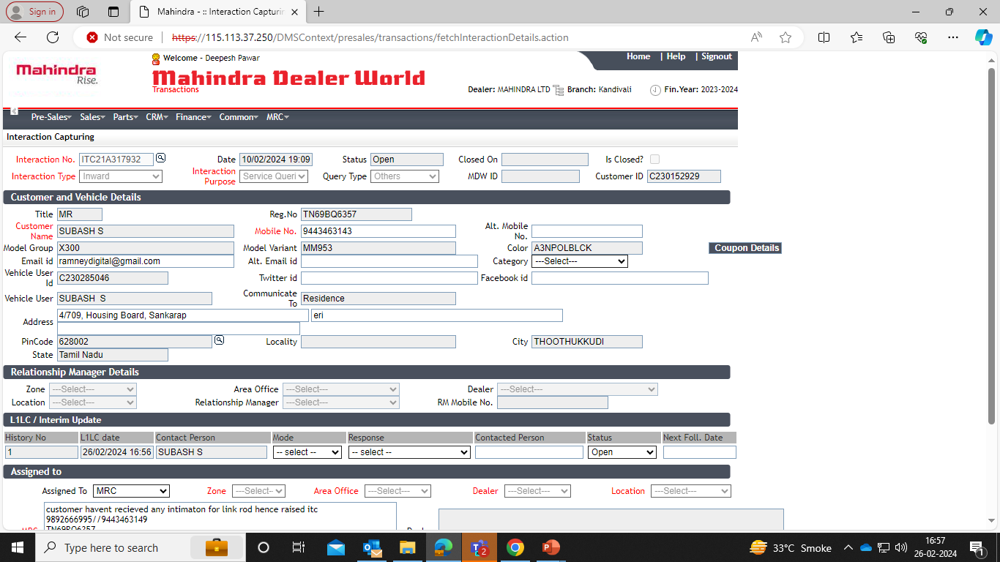 Sign in
Mahindra - :: Interaction Capturin
Not secure https://115.113.37.250/DMSContext/presales/transactions/fetchInteractionDetails.action
Mahindra Rise.
Welcome - Deepesh Pawar
Home | Help | Signout
Mahindra Dealer World
Transactions
Dealer: MAHINDRA LTD Branch: Kandivali Fin.Year: 2023-2024
Pre-Sales Sales Parts CRM Finance Common MRC
Interaction Capturing
Interaction No. ITC21A317932 Date 10/02/2024 19:09 Status Open Closed On Is Closed?
Interaction Type Inward Interaction Purpose Service Queri Query Type Others MDW ID Customer ID C230152929
Customer and Vehicle Details
Title MR Reg.No TN69BQ6357
Customer Name SUBASH S Mobile No. 9443463143 Alt. Mobile No.
Model Group X300 Model Variant MM953 Color A3NPOLBLCK Coupon Details
Email id ramneydigital@gmail.com Alt. Email id Category ---Select---
Vehicle User Id C230285046 Twitter id Facebook id
Vehicle User SUBASH  S Communicate To Residence
Address 4/709, Housing Board, Sankarap eri
PinCode 628002 Locality City THOOTHUKKUDI
State Tamil Nadu
Relationship Manager Details
Zone ---Select--- Area Office ---Select--- Dealer ---Select---
Location ---Select--- Relationship Manager ---Select--- RM Mobile No.
L1LC / Interim Update
History No L1LC date Contact Person Mode Response Contacted Person Status Next Foll. Date
1 26/02/2024 16:56 SUBASH S -- select -- -- select -- Open
Assigned to
Assigned To MRC Zone ---Select-- Area Office ---Select--- Dealer ---Select--- Location ---Select---
customer havent recieved any intimaton for link rod hence raised itc
9892666995//9443463149
TN69BQ6357
Type here to search
2
33°C Smoke
16:57
26-02-2024
1